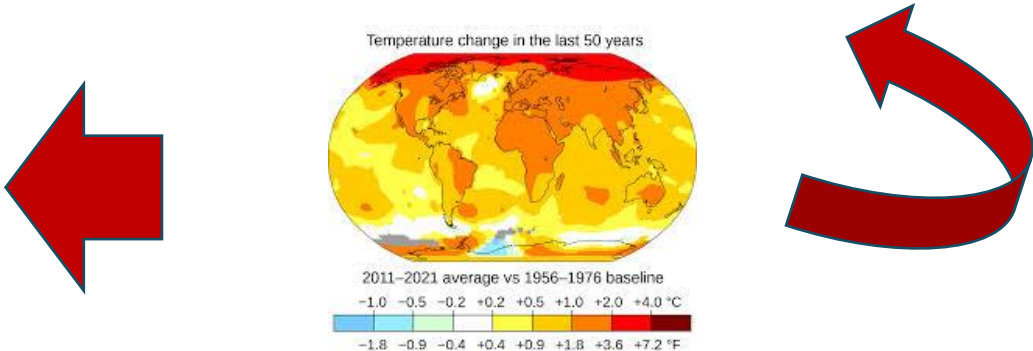 Temperature change in the last 50 years
2011–2021 average vs 1956–1976 baseline
−1.0 −0.5 −0.2 +0.2 +0.5 +1.0 +2.0 +4.0 °C
−1.8 −0.9 −0.4 +0.4 +0.9 +1.8 +3.6 +7.2 °F